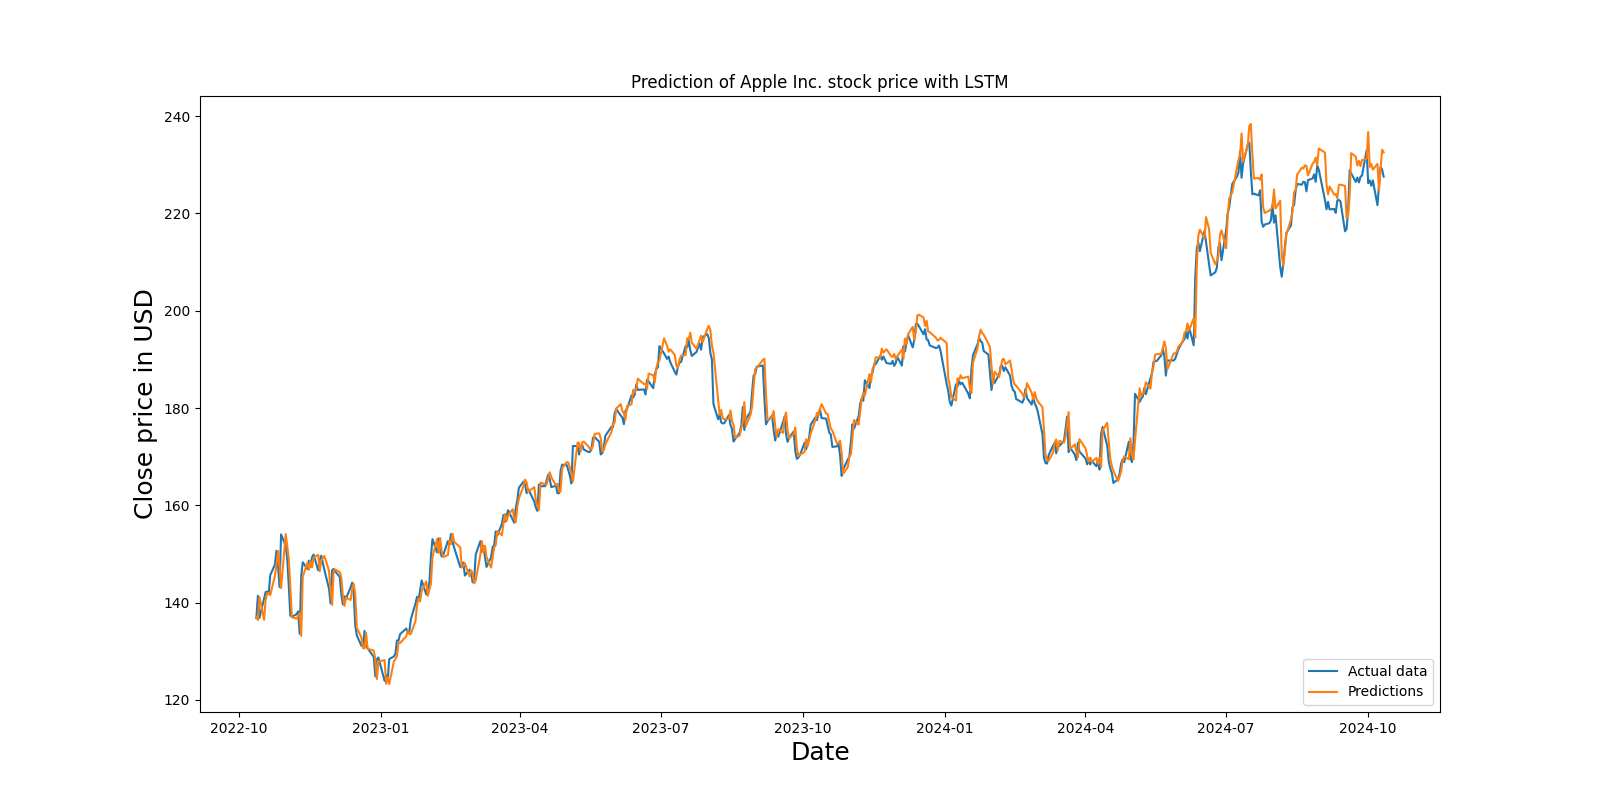 Prediction of Apple Inc. stock price with LSTM
Close price in USD
240
220
200
180
160
140
120
Actual data
Predictions
2022-10 2023-01 2023-04 2023-07 2023-10 2024-01 2024-04 2024-07 2024-10
Date